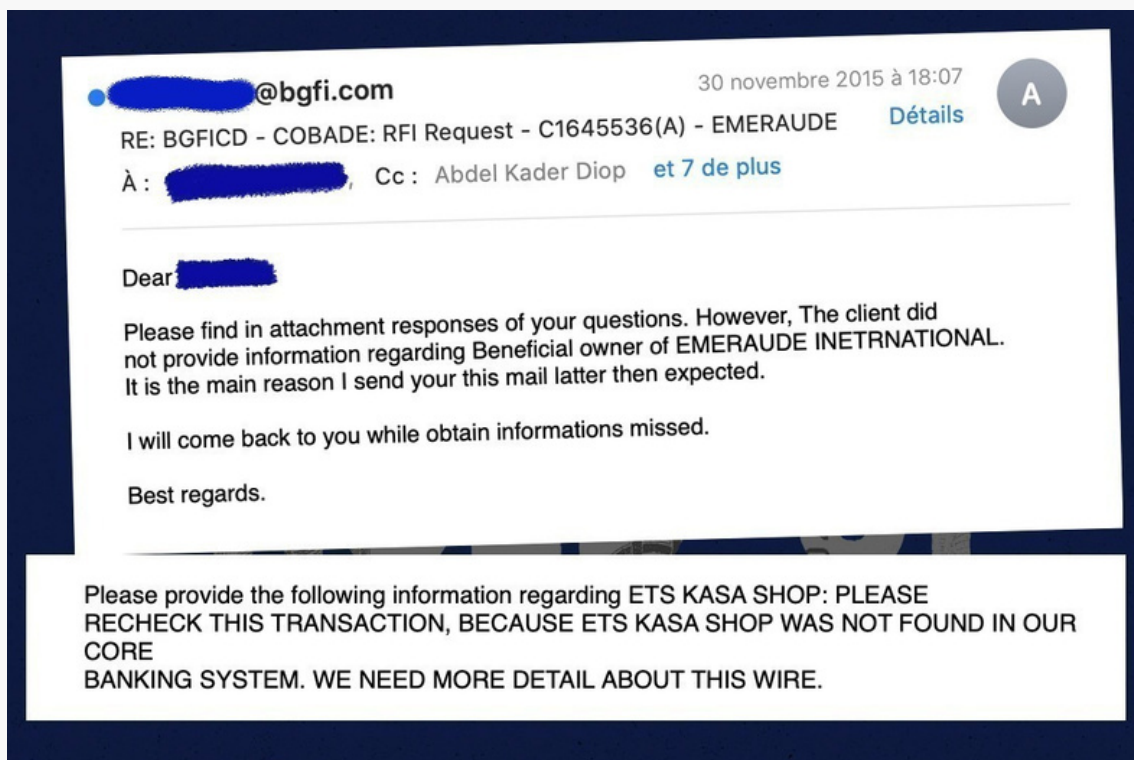 @bgfi.com
30 novembre 2015 à 18:07
A
RE: BGFICD - COBADE: RFI Request - C1645536(A) - EMERAUDE
Détails
À : , Cc : Abdel Kader Diop et 7 de plus
Dear
Please find in attachment responses of your questions. However, The client did
not provide information regarding Beneficial owner of EMERAUDE INETRNATIONAL.
It is the main reason I send your this mail latter then expected.
I will come back to you while obtain informations missed.
Best regards.
Please provide the following information regarding ETS KASA SHOP: PLEASE
RECHECK THIS TRANSACTION, BECAUSE ETS KASA SHOP WAS NOT FOUND IN OUR
CORE
BANKING SYSTEM. WE NEED MORE DETAIL ABOUT THIS WIRE.